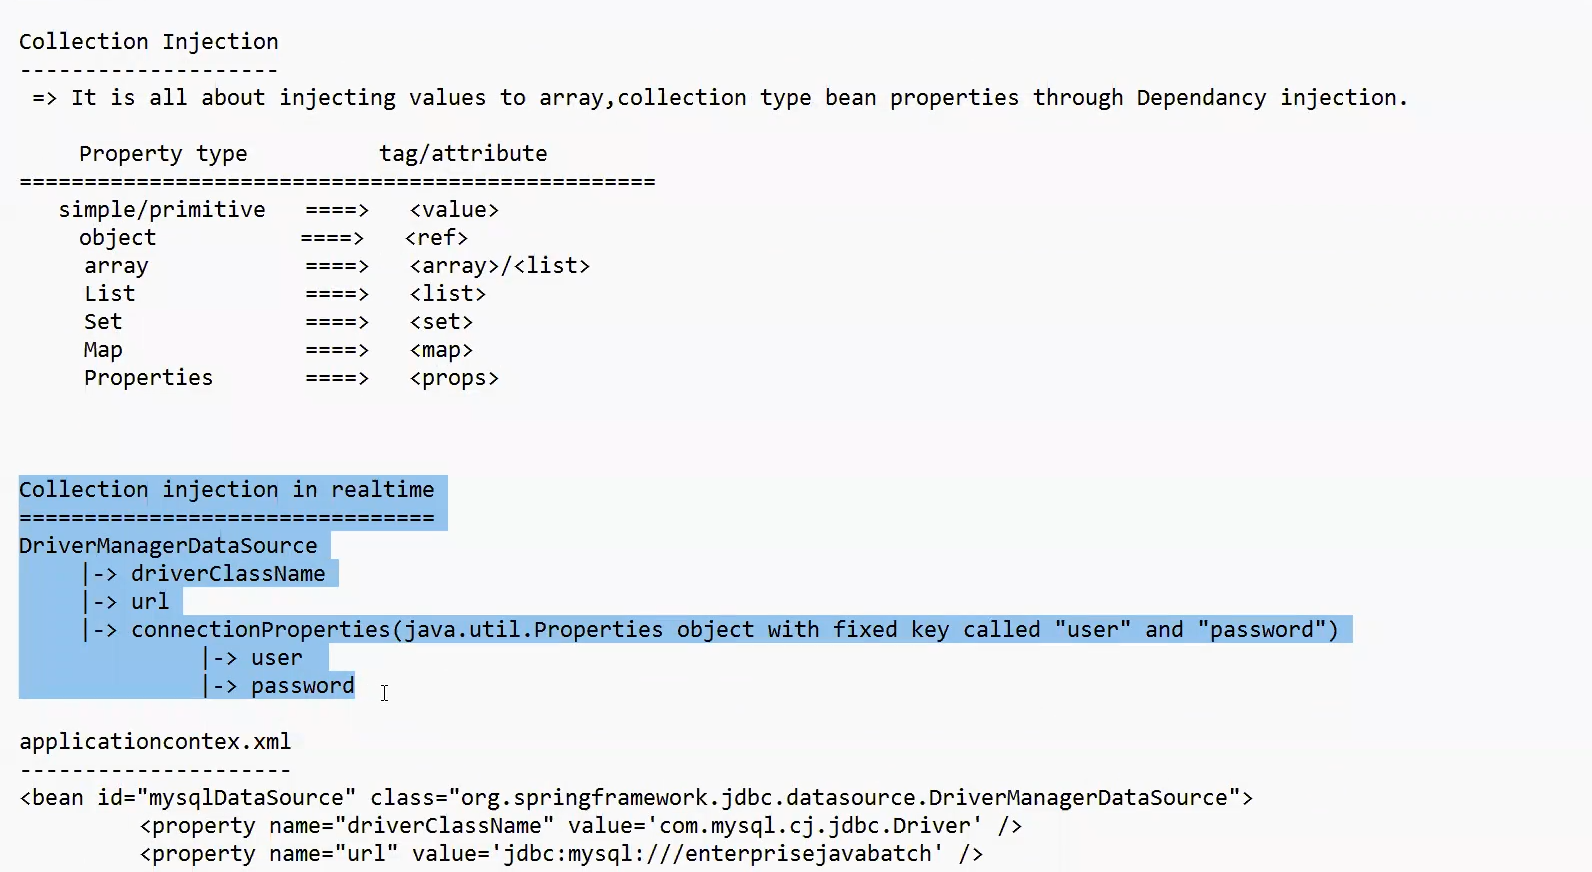 Collection Injection
--------------------
=> It is all about injecting values to array,collection type bean properties through Dependancy injection.
Property type tag/attribute
=================================================
simple/primitive ====> <value>
object ====> <ref>
array ====> <array>/<list>
List ====> <list>
Set ====> <set>
Map ====> <map>
Properties ====> <props>
Collection injection in realtime
================================
DriverManagerDataSource
|-> driverClassName
|-> url
|-> connectionProperties(java.util.Properties object with fixed key called "user" and "password")
|-> user
|-> password
applicationcontex.xml
---------------------
<bean id="mysqlDataSource" class="org.springframework.jdbc.datasource.DriverManagerDataSource">
<property name="driverClassName" value='com.mysql.cj.jdbc.Driver' />
<property name="url" value='jdbc:mysql:///enterprisejavabatch' />